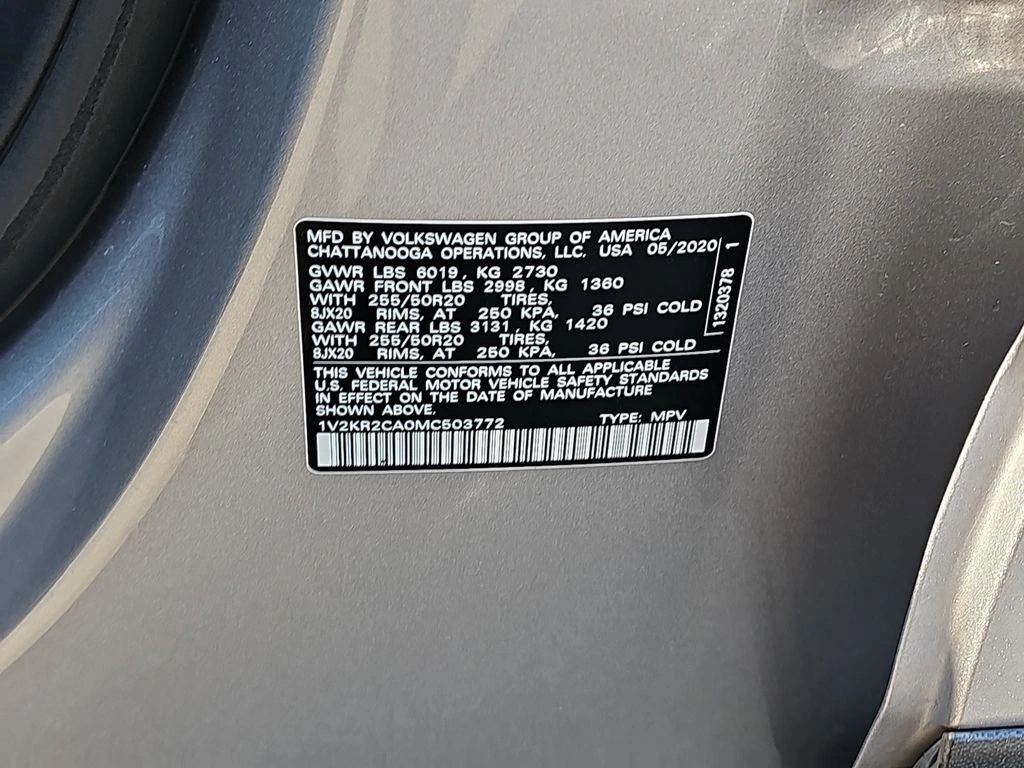 MFD BY VOLKSWAGEN GROUP OF AMERICA
CHATTANOOGA OPERATIONS, LLC. USA 05/2020
GVWR LBS 6019, KG 2730
GAWR FRONT LBS 2998, KG 1360
WITH 255/50R20 TIRES,
8JX20 RIMS, AT 250 KPA, 36 PSI COLD
GAWR REAR LBS 3131, KG 1420
WITH 255/50R20 TIRES,
8JX20 RIMS, AT 250 KPA, 36 PSI COLD
THIS VEHICLE CONFORMS TO ALL APPLICABLE
U.S. FEDERAL MOTOR VEHICLE SAFETY STANDARDS
IN EFFECT ON THE DATE OF MANUFACTURE
SHOWN ABOVE.
1V2KR2CA0MC503772 TYPE: MPV
1320378 1